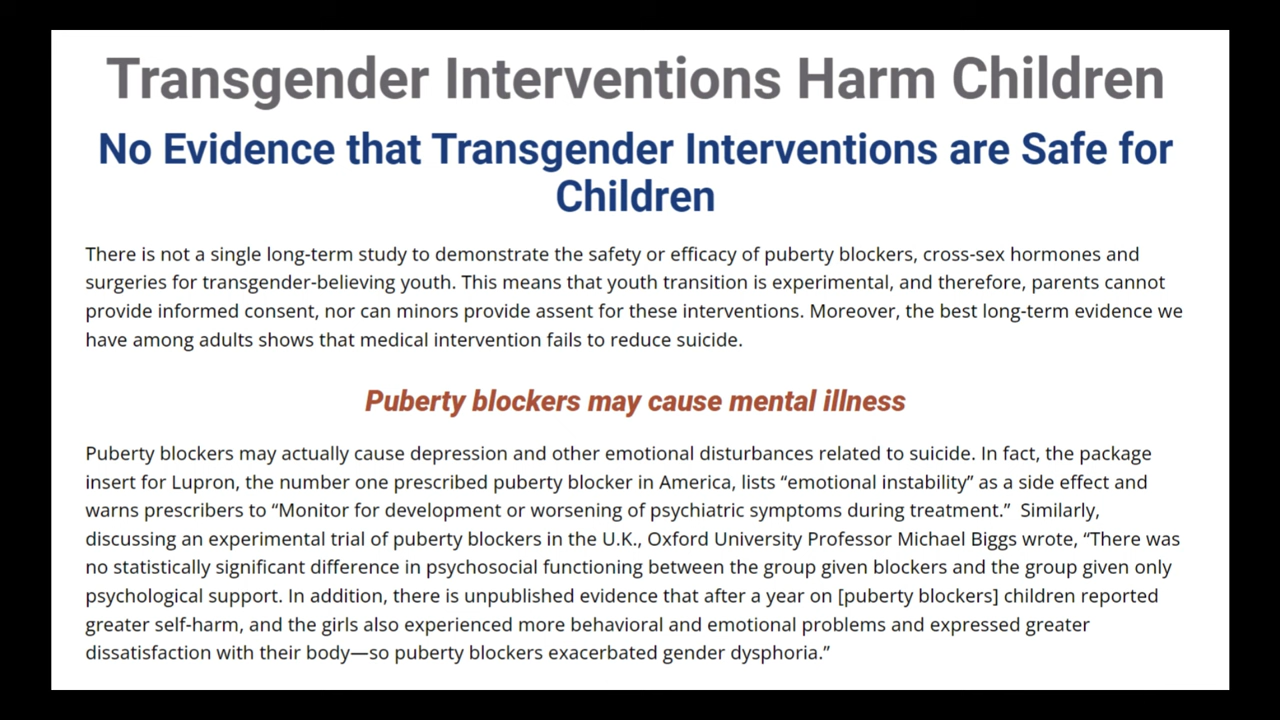 Transgender Interventions Harm Children
No Evidence that Transgender Interventions are Safe for
Children
There is not a single long-term study to demonstrate the safety or efficacy of puberty blockers, cross-sex hormones and
surgeries for transgender-believing youth. This means that youth transition is experimental, and therefore, parents cannot
provide informed consent, nor can minors provide assent for these interventions. Moreover, the best long-term evidence we
have among adults shows that medical intervention fails to reduce suicide.
Puberty blockers may cause mental illness
Puberty blockers may actually cause depression and other emotional disturbances related to suicide. In fact, the package
insert for Lupron, the number one prescribed puberty blocker in America, lists “emotional instability” as a side effect and
warns prescribers to “Monitor for development or worsening of psychiatric symptoms during treatment.”  Similarly,
discussing an experimental trial of puberty blockers in the U.K., Oxford University Professor Michael Biggs wrote, “There was
no statistically significant difference in psychosocial functioning between the group given blockers and the group given only
psychological support. In addition, there is unpublished evidence that after a year on [puberty blockers] children reported
greater self-harm, and the girls also experienced more behavioral and emotional problems and expressed greater
dissatisfaction with their body—so puberty blockers exacerbated gender dysphoria.”